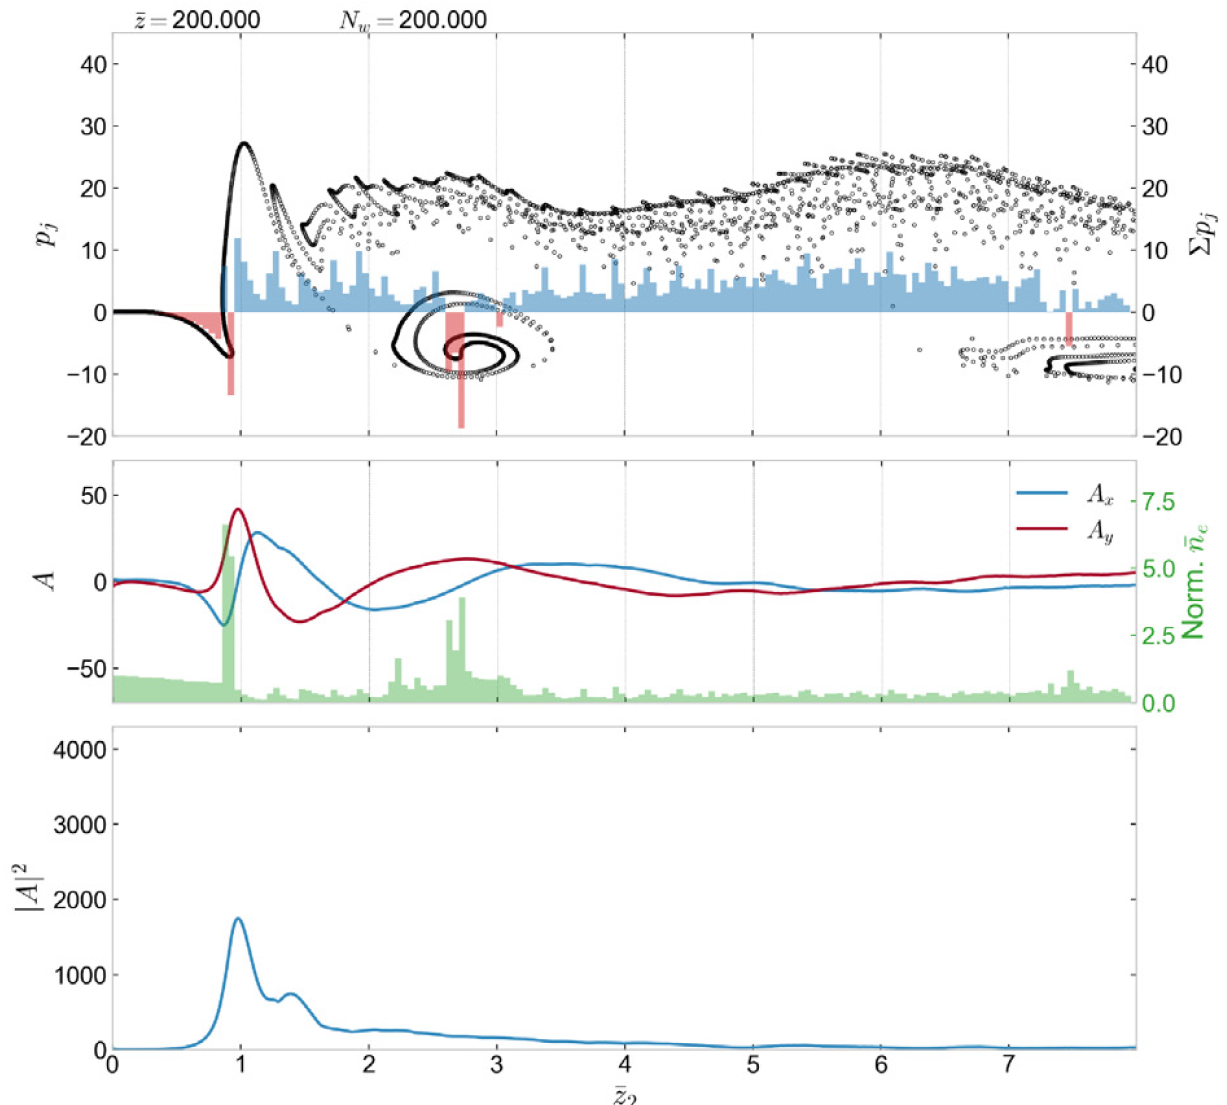 z̄ = 200.000 N_w = 200.000
40 40
30 30
20 20
p_j Σp_j
10 10
0 0
−10 −10
−20 −20
50 A_x 7.5
A_y
A 0 5.0 Norm. n̄_e
2.5
−50
0.0
4000
3000
|A|² 2000
1000
0
0 1 2 3 4 5 6 7
z̄₂